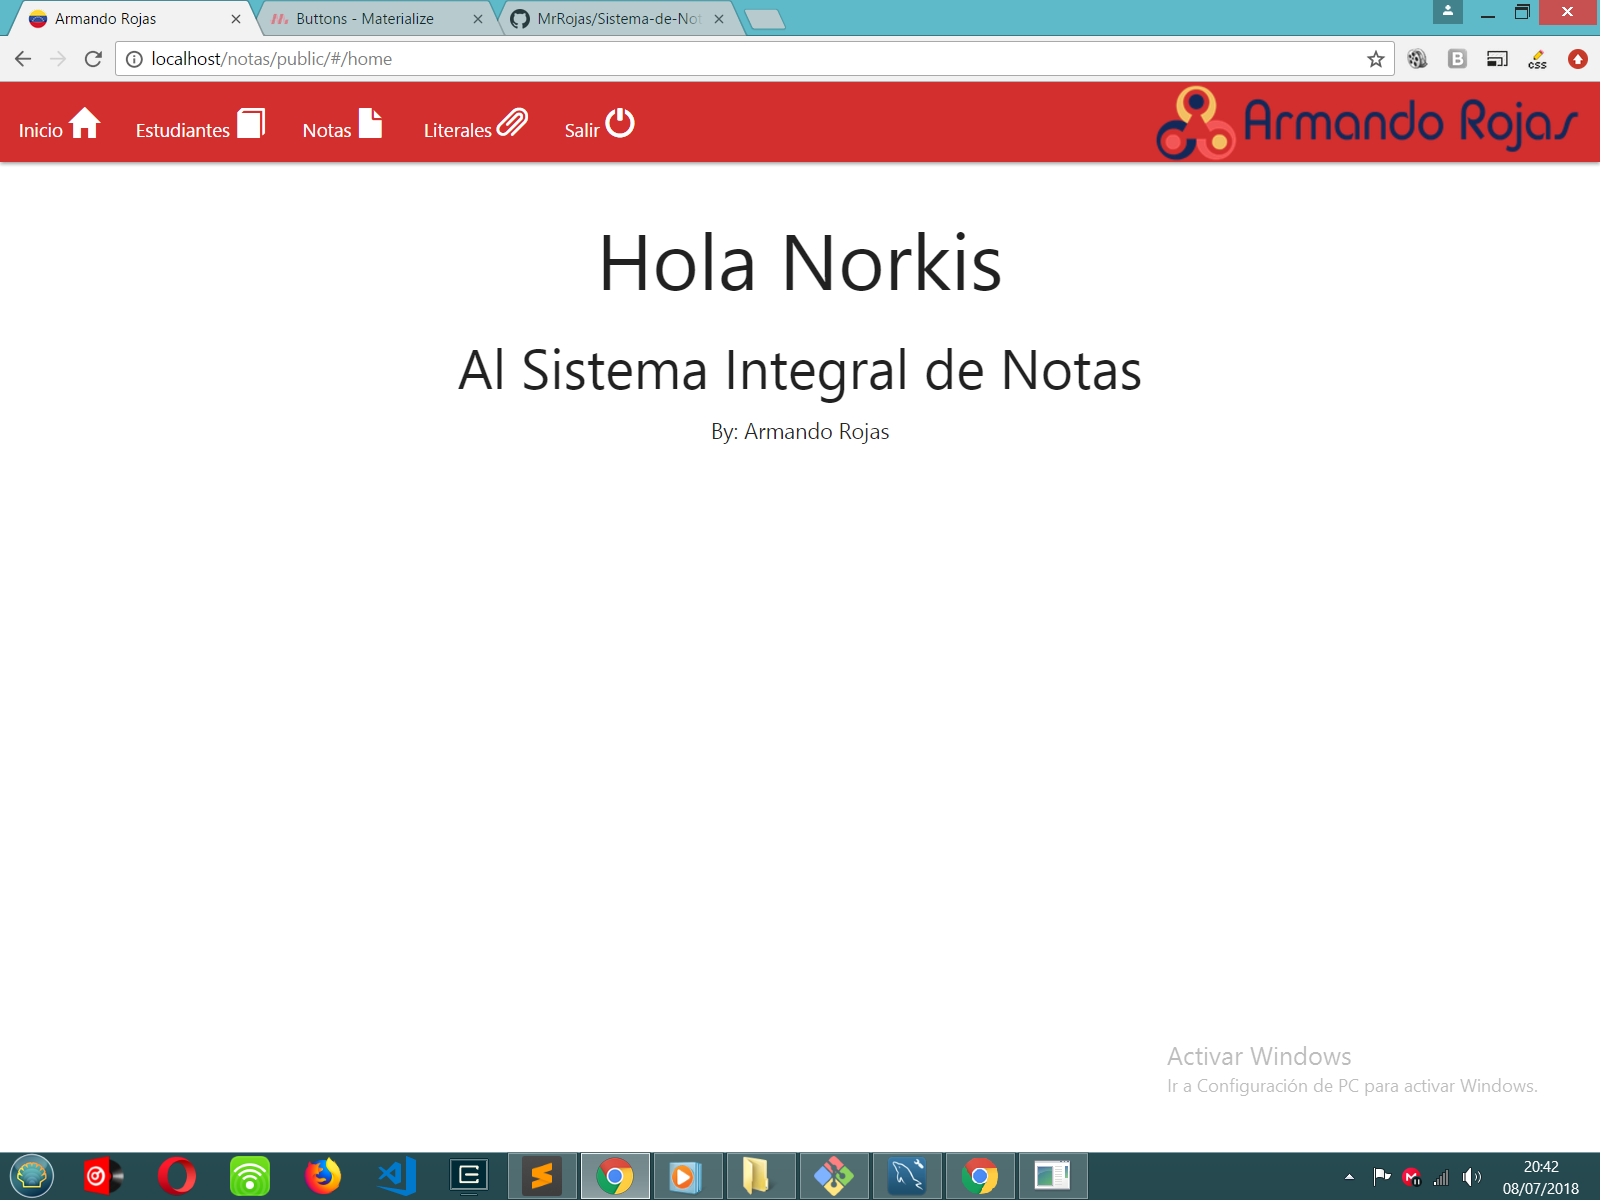 Armando Rojas
Buttons - Materialize
MrRojas/Sistema-de-Not
localhost/notas/public/#/home
B
css
Inicio
Estudiantes
Notas
Literales
Salir
Armando Rojas
Hola Norkis
Al Sistema Integral de Notas
By: Armando Rojas
Activar Windows
Ir a Configuración de PC para activar Windows.
20:42
08/07/2018